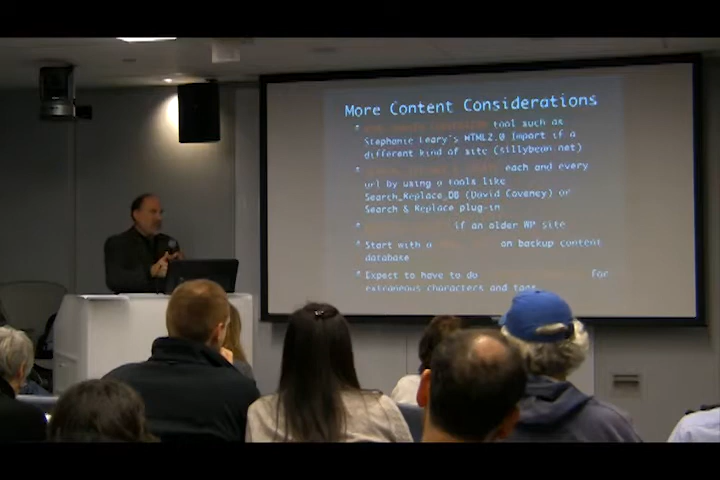 More Content Considerations
tool such as
Stephanie Leary's HTML2.0 Import if a
different kind of site (sillybean.net)
each and every
url by using a tools like
Search_Replace_DB (David Coveney) or
Search & Replace plug-in
if an older WP site
Start with a
an backup content
database
Expect to have to do for
extraneous characters and tags